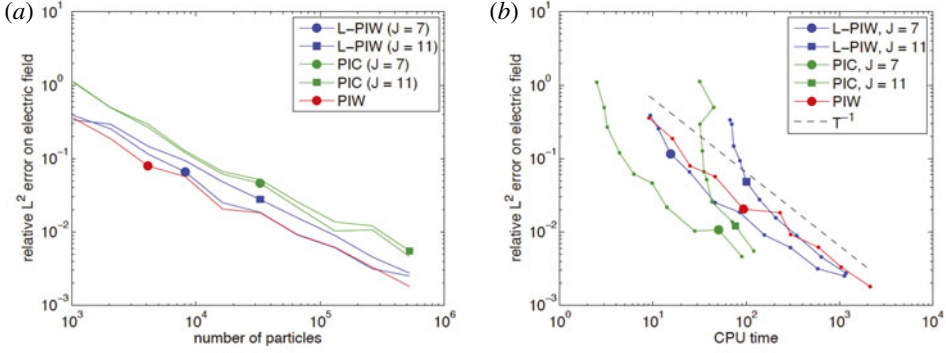 (a)
10^1
10^0
10^-1
10^-2
10^-3
relative L^2 error on electric field
L-PIW (J = 7)
L-PIW (J = 11)
PIC (J = 7)
PIC (J = 11)
PIW
10^3
10^4
10^5
10^6
number of particles
(b)
10^1
10^0
10^-1
10^-2
10^-3
relative L^2 error on electric field
L-PIW, J = 7
L-PIW, J = 11
PIC, J = 7
PIC, J = 11
PIW
T^-1
10^0
10^1
10^2
10^3
10^4
CPU time